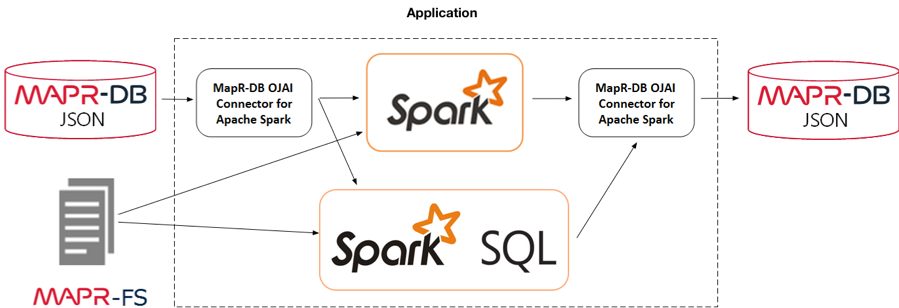 Application
MAPR-DB
JSON
MapR-DB OJAI
Connector for
Apache Spark
Spark
MapR-DB OJAI
Connector for
Apache Spark
MAPR-DB
JSON
Spark SQL
MAPR-FS